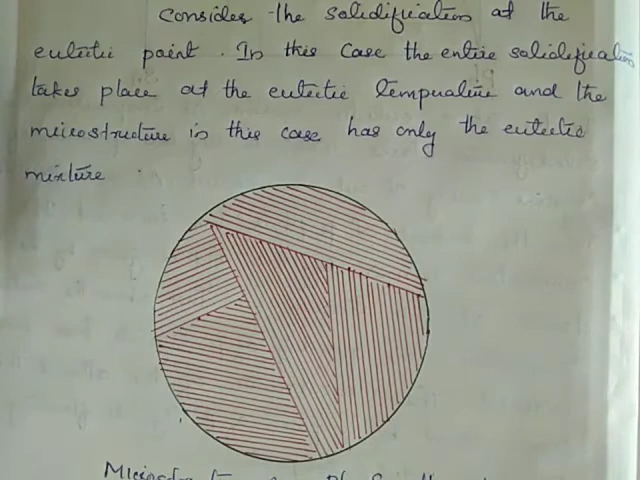 Consider the solidification at the
eutectic point. In this case the entire solidification
takes place at the eutectic temperature and the
microstructure in this case has only the eutectic
mixture.